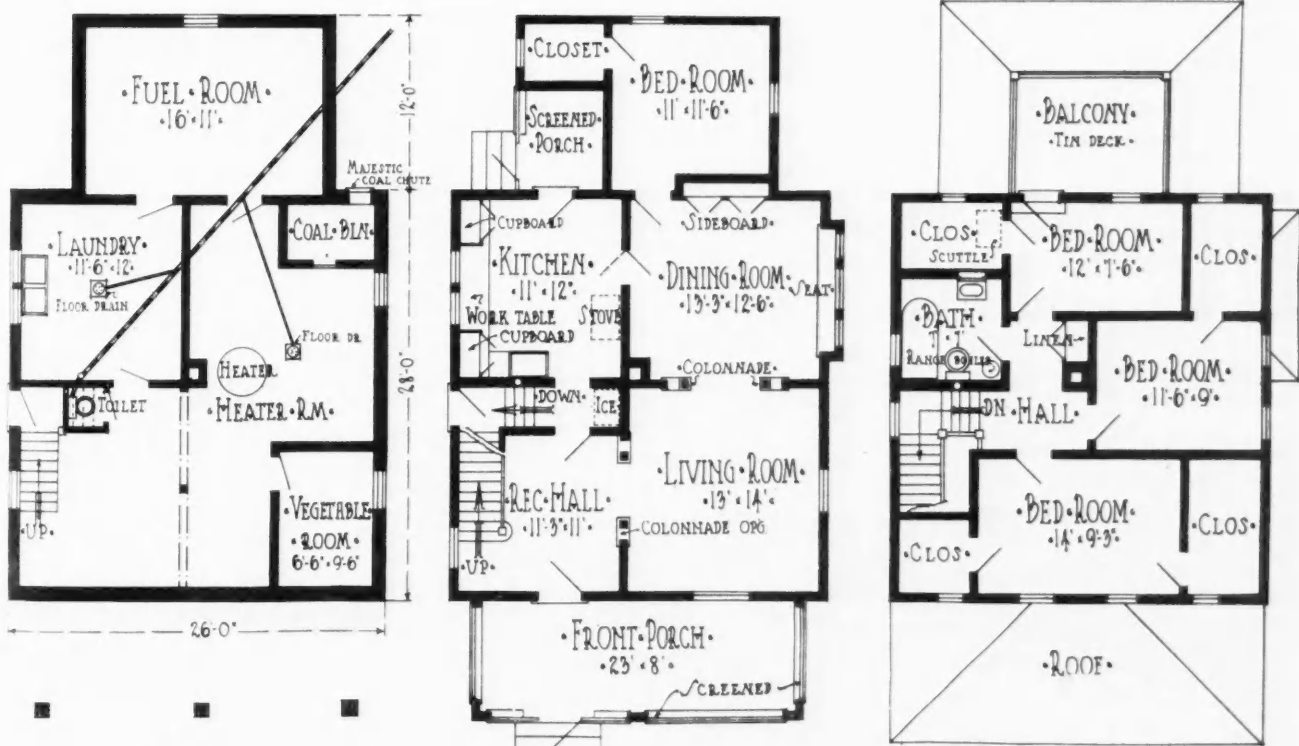 ·FUEL·ROOM·
·16'·11'·
12'-0"
MAJESTIC
COAL CHUTE
·COAL·BIN·
·LAUNDRY·
·11'-6"·12'·
FLOOR DRAIN
FLOOR DR.
HEATER
·HEATER·RM.·
·TOILET·
28'-0"
·VEGETABLE·
·ROOM·
6'-6"·9'-6"
·UP·
26'-0"
·CLOSET·
·BED·ROOM·
·11'·11'-6"·
·SCREENED·
·PORCH·
·CUPBOARD·
·SIDEBOARD·
·KITCHEN·
·11'·12'·
·DINING·ROOM·
·13'-3"·12'-6"·
·SEAT·
WORK TABLE
CUPBOARD
STOVE
·COLONNADE·
·DOWN·
ICE
·LIVING·ROOM·
·13'·14'·
·REC·HALL·
·11'-3"·11'·
COLONNADE OP'G
·UP·
·FRONT·PORCH·
·23'·8'·
SCREENED
·BALCONY·
·TIN DECK·
·CLOS·
SCUTTLE
·BED·ROOM·
·CLOS·
·BATH·
RANGE BOILER
LINEN
·BED·ROOM·
·11'-6"·9'·
·DN·
·HALL·
·BED·ROOM·
·14'·9'-3"·
·CLOS·
·CLOS·
·ROOF·